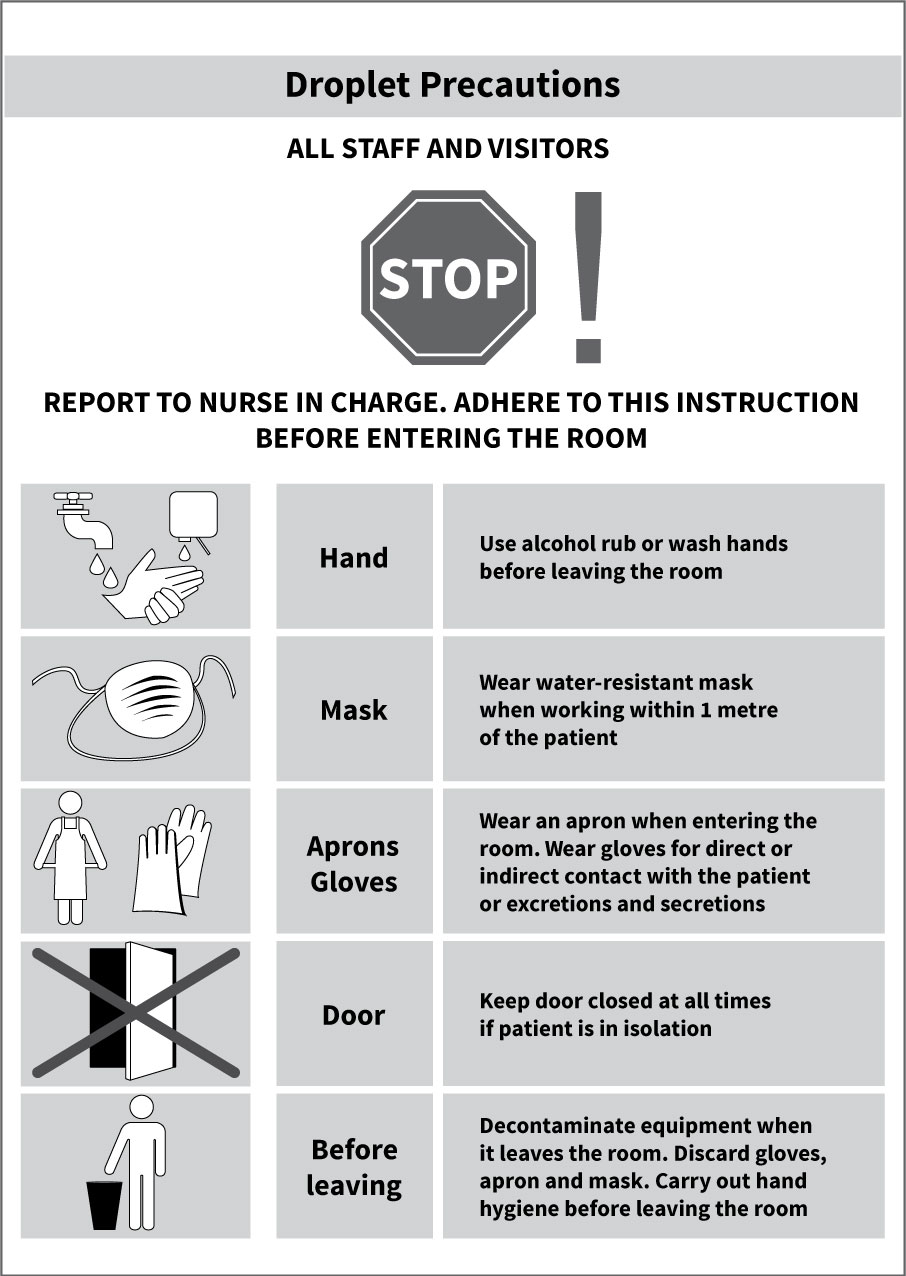 Droplet Precautions
ALL STAFF AND VISITORS
STOP !
REPORT TO NURSE IN CHARGE. ADHERE TO THIS INSTRUCTION
BEFORE ENTERING THE ROOM
Hand
Use alcohol rub or wash hands
before leaving the room
Mask
Wear water-resistant mask
when working within 1 metre
of the patient
Aprons
Gloves
Wear an apron when entering the
room. Wear gloves for direct or
indirect contact with the patient
or excretions and secretions
Door
Keep door closed at all times
if patient is in isolation
Before
leaving
Decontaminate equipment when
it leaves the room. Discard gloves,
apron and mask. Carry out hand
hygiene before leaving the room